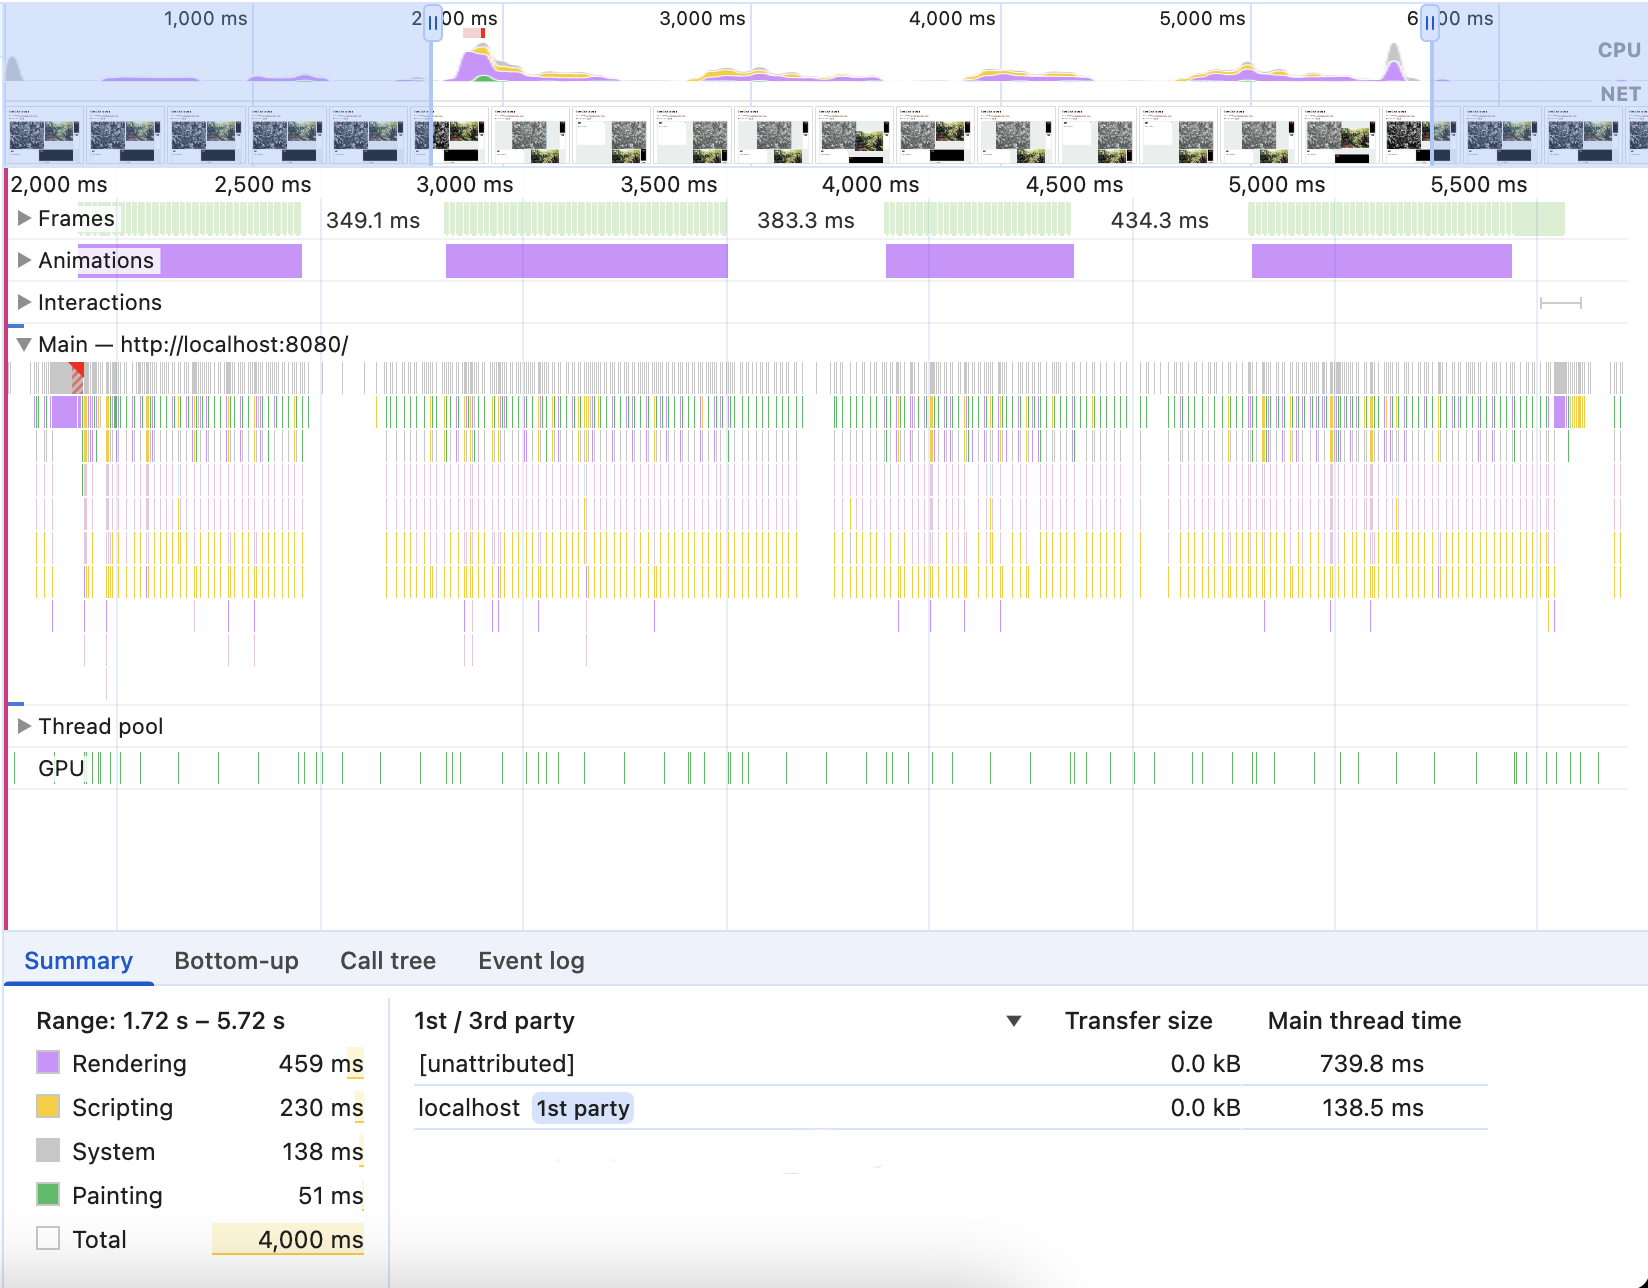 1,000 ms 2,000 ms 3,000 ms 4,000 ms 5,000 ms
CPU
NET
2,000 ms 2,500 ms 3,000 ms 3,500 ms 4,000 ms 4,500 ms 5,000 ms 5,500 ms
Frames 349.1 ms 383.3 ms 434.3 ms
Animations
Interactions
Main — http://localhost:8080/
Thread pool
GPU
Summary Bottom-up Call tree Event log
Range: 1.72 s – 5.72 s
Rendering 459 ms
Scripting 230 ms
System 138 ms
Painting 51 ms
Total 4,000 ms
1st / 3rd party Transfer size Main thread time
[unattributed] 0.0 kB 739.8 ms
localhost 1st party 0.0 kB 138.5 ms